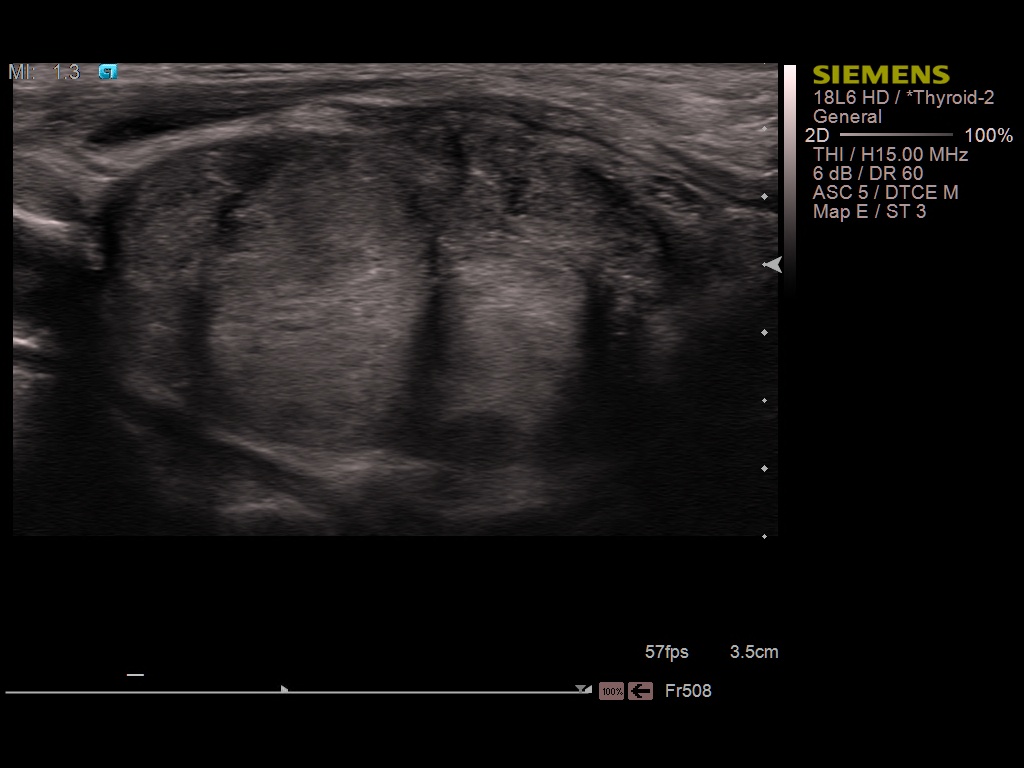 MI: 1.3
SIEMENS
18L6 HD / *Thyroid-2
General
2D 100%
THI / H15.00 MHz
6 dB / DR 60
ASC 5 / DTCE M
Map E / ST 3
57fps 3.5cm
100% Fr508